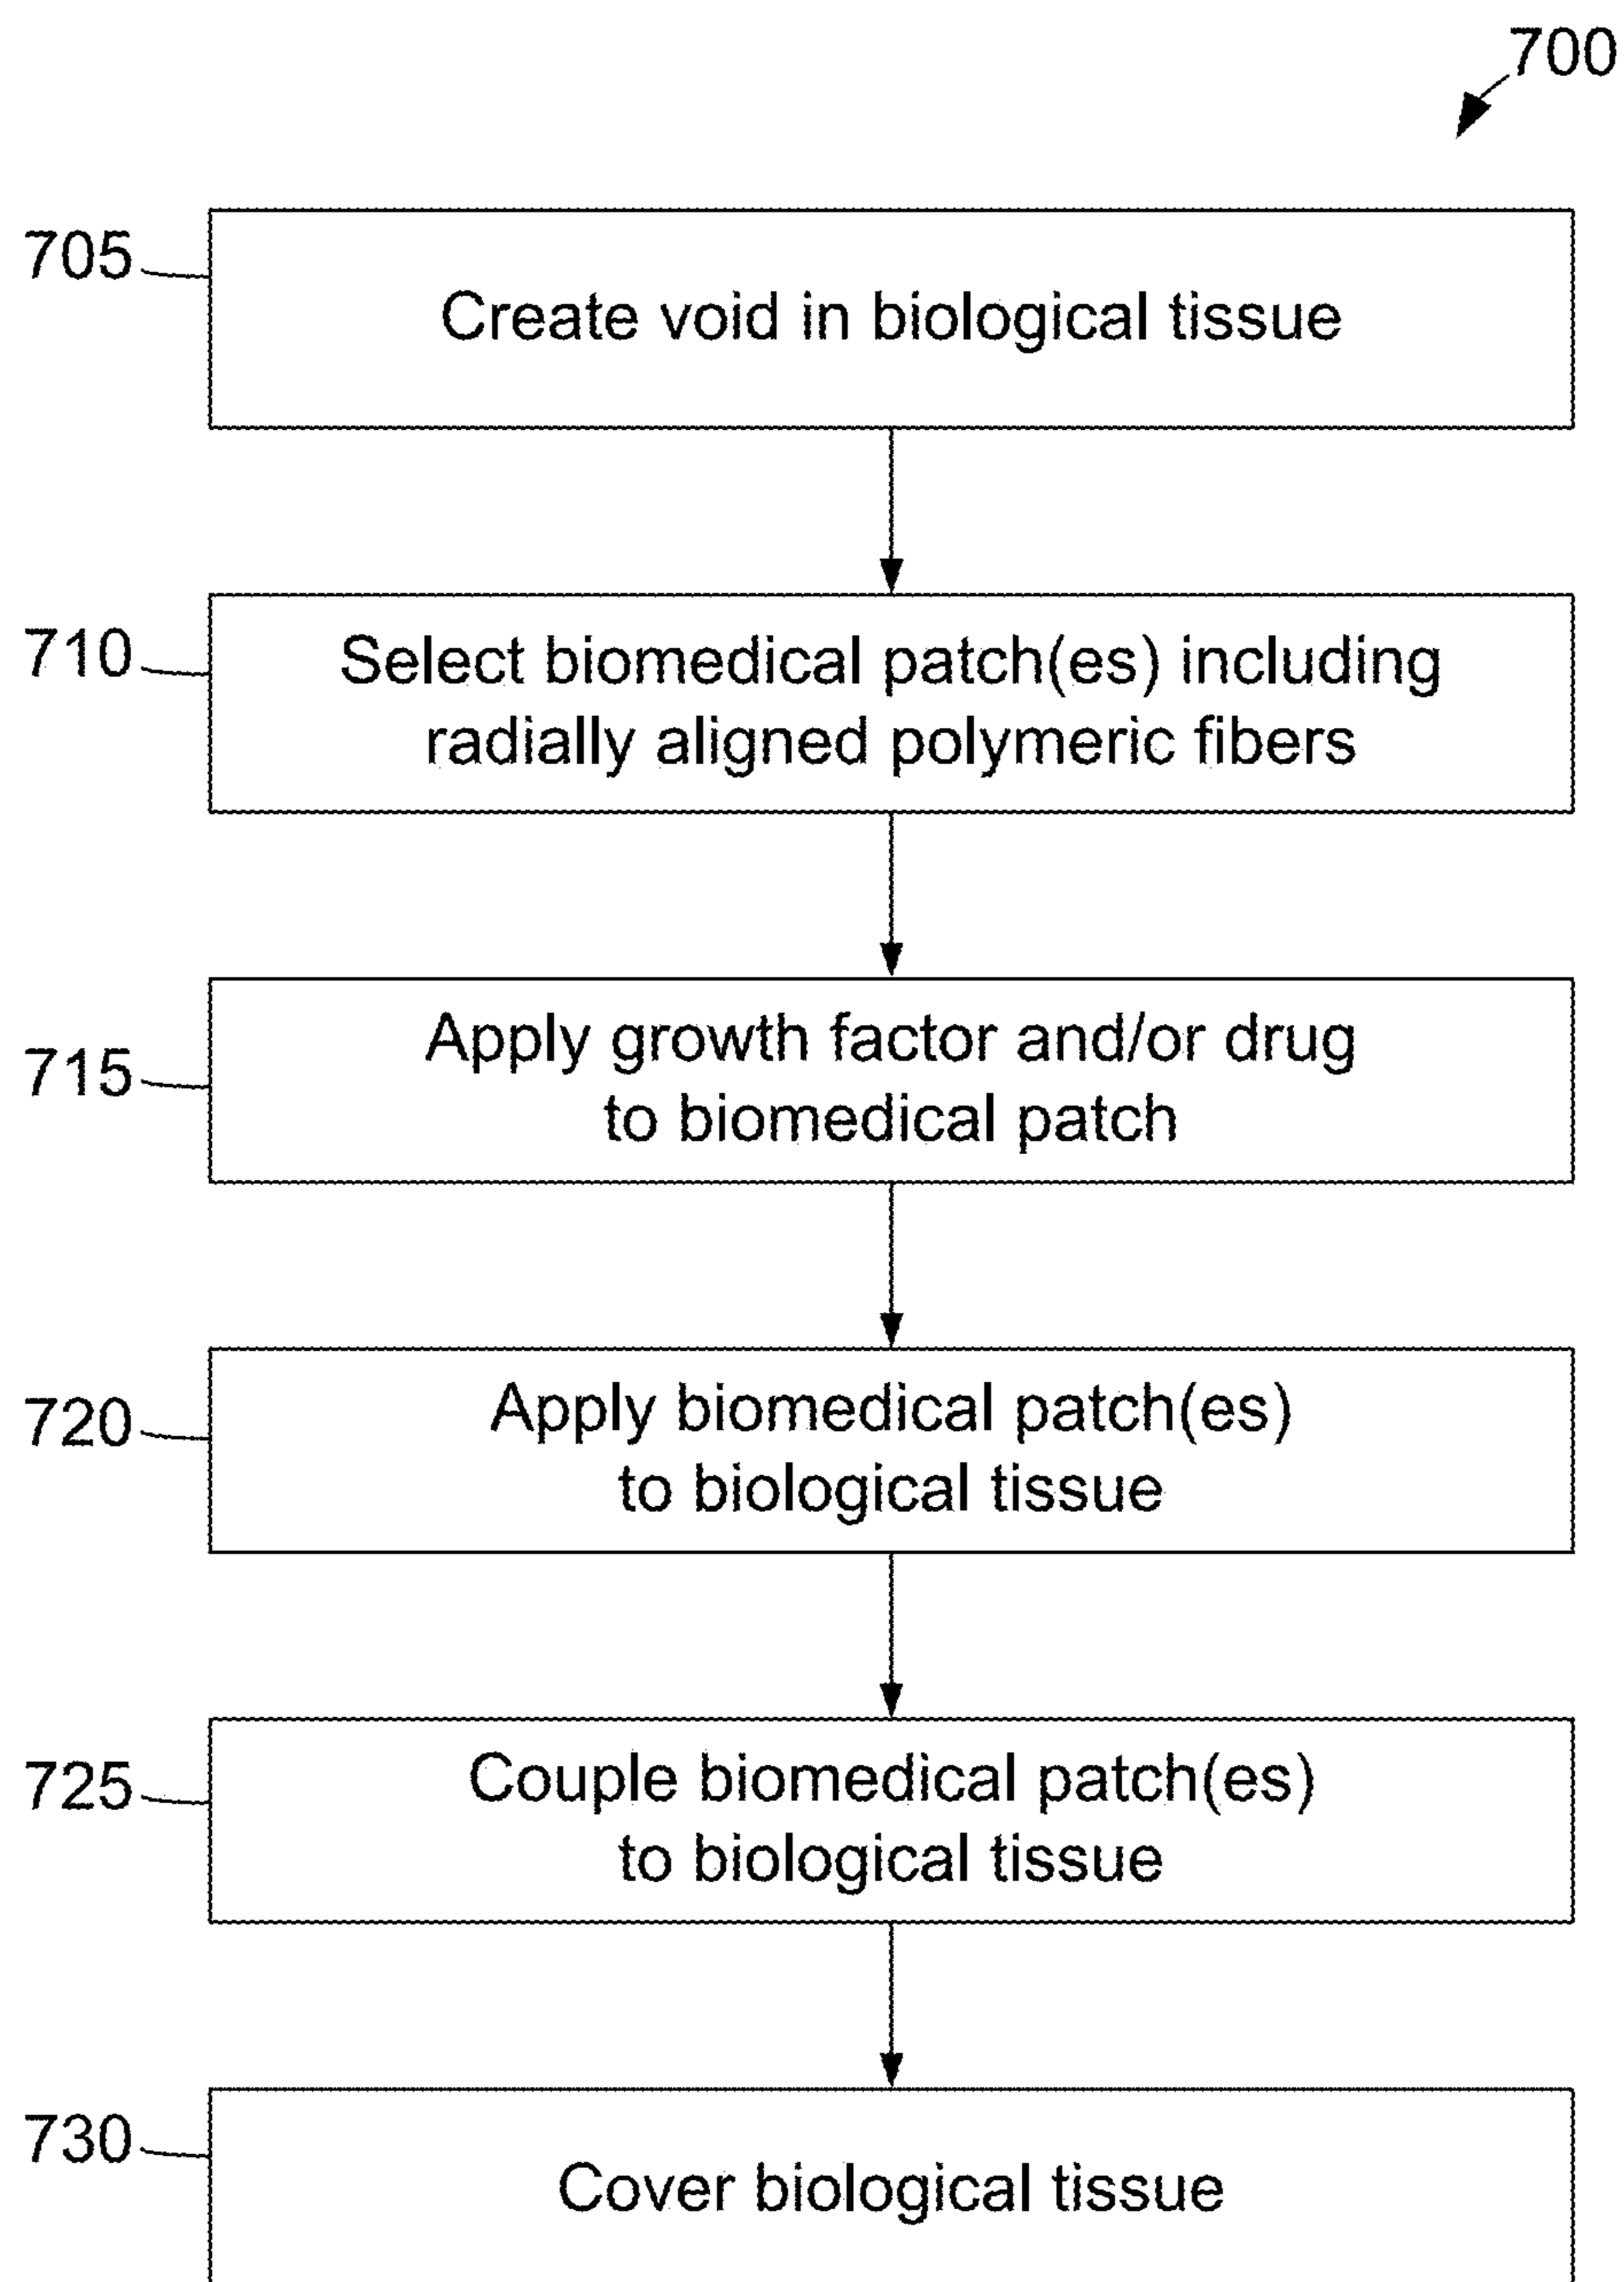 700
705
Create void in biological tissue
710
Select biomedical patch(es) including
radially aligned polymeric fibers
715
Apply growth factor and/or drug
to biomedical patch
720
Apply biomedical patch(es)
to biological tissue
725
Couple biomedical patch(es)
to biological tissue
730
Cover biological tissue